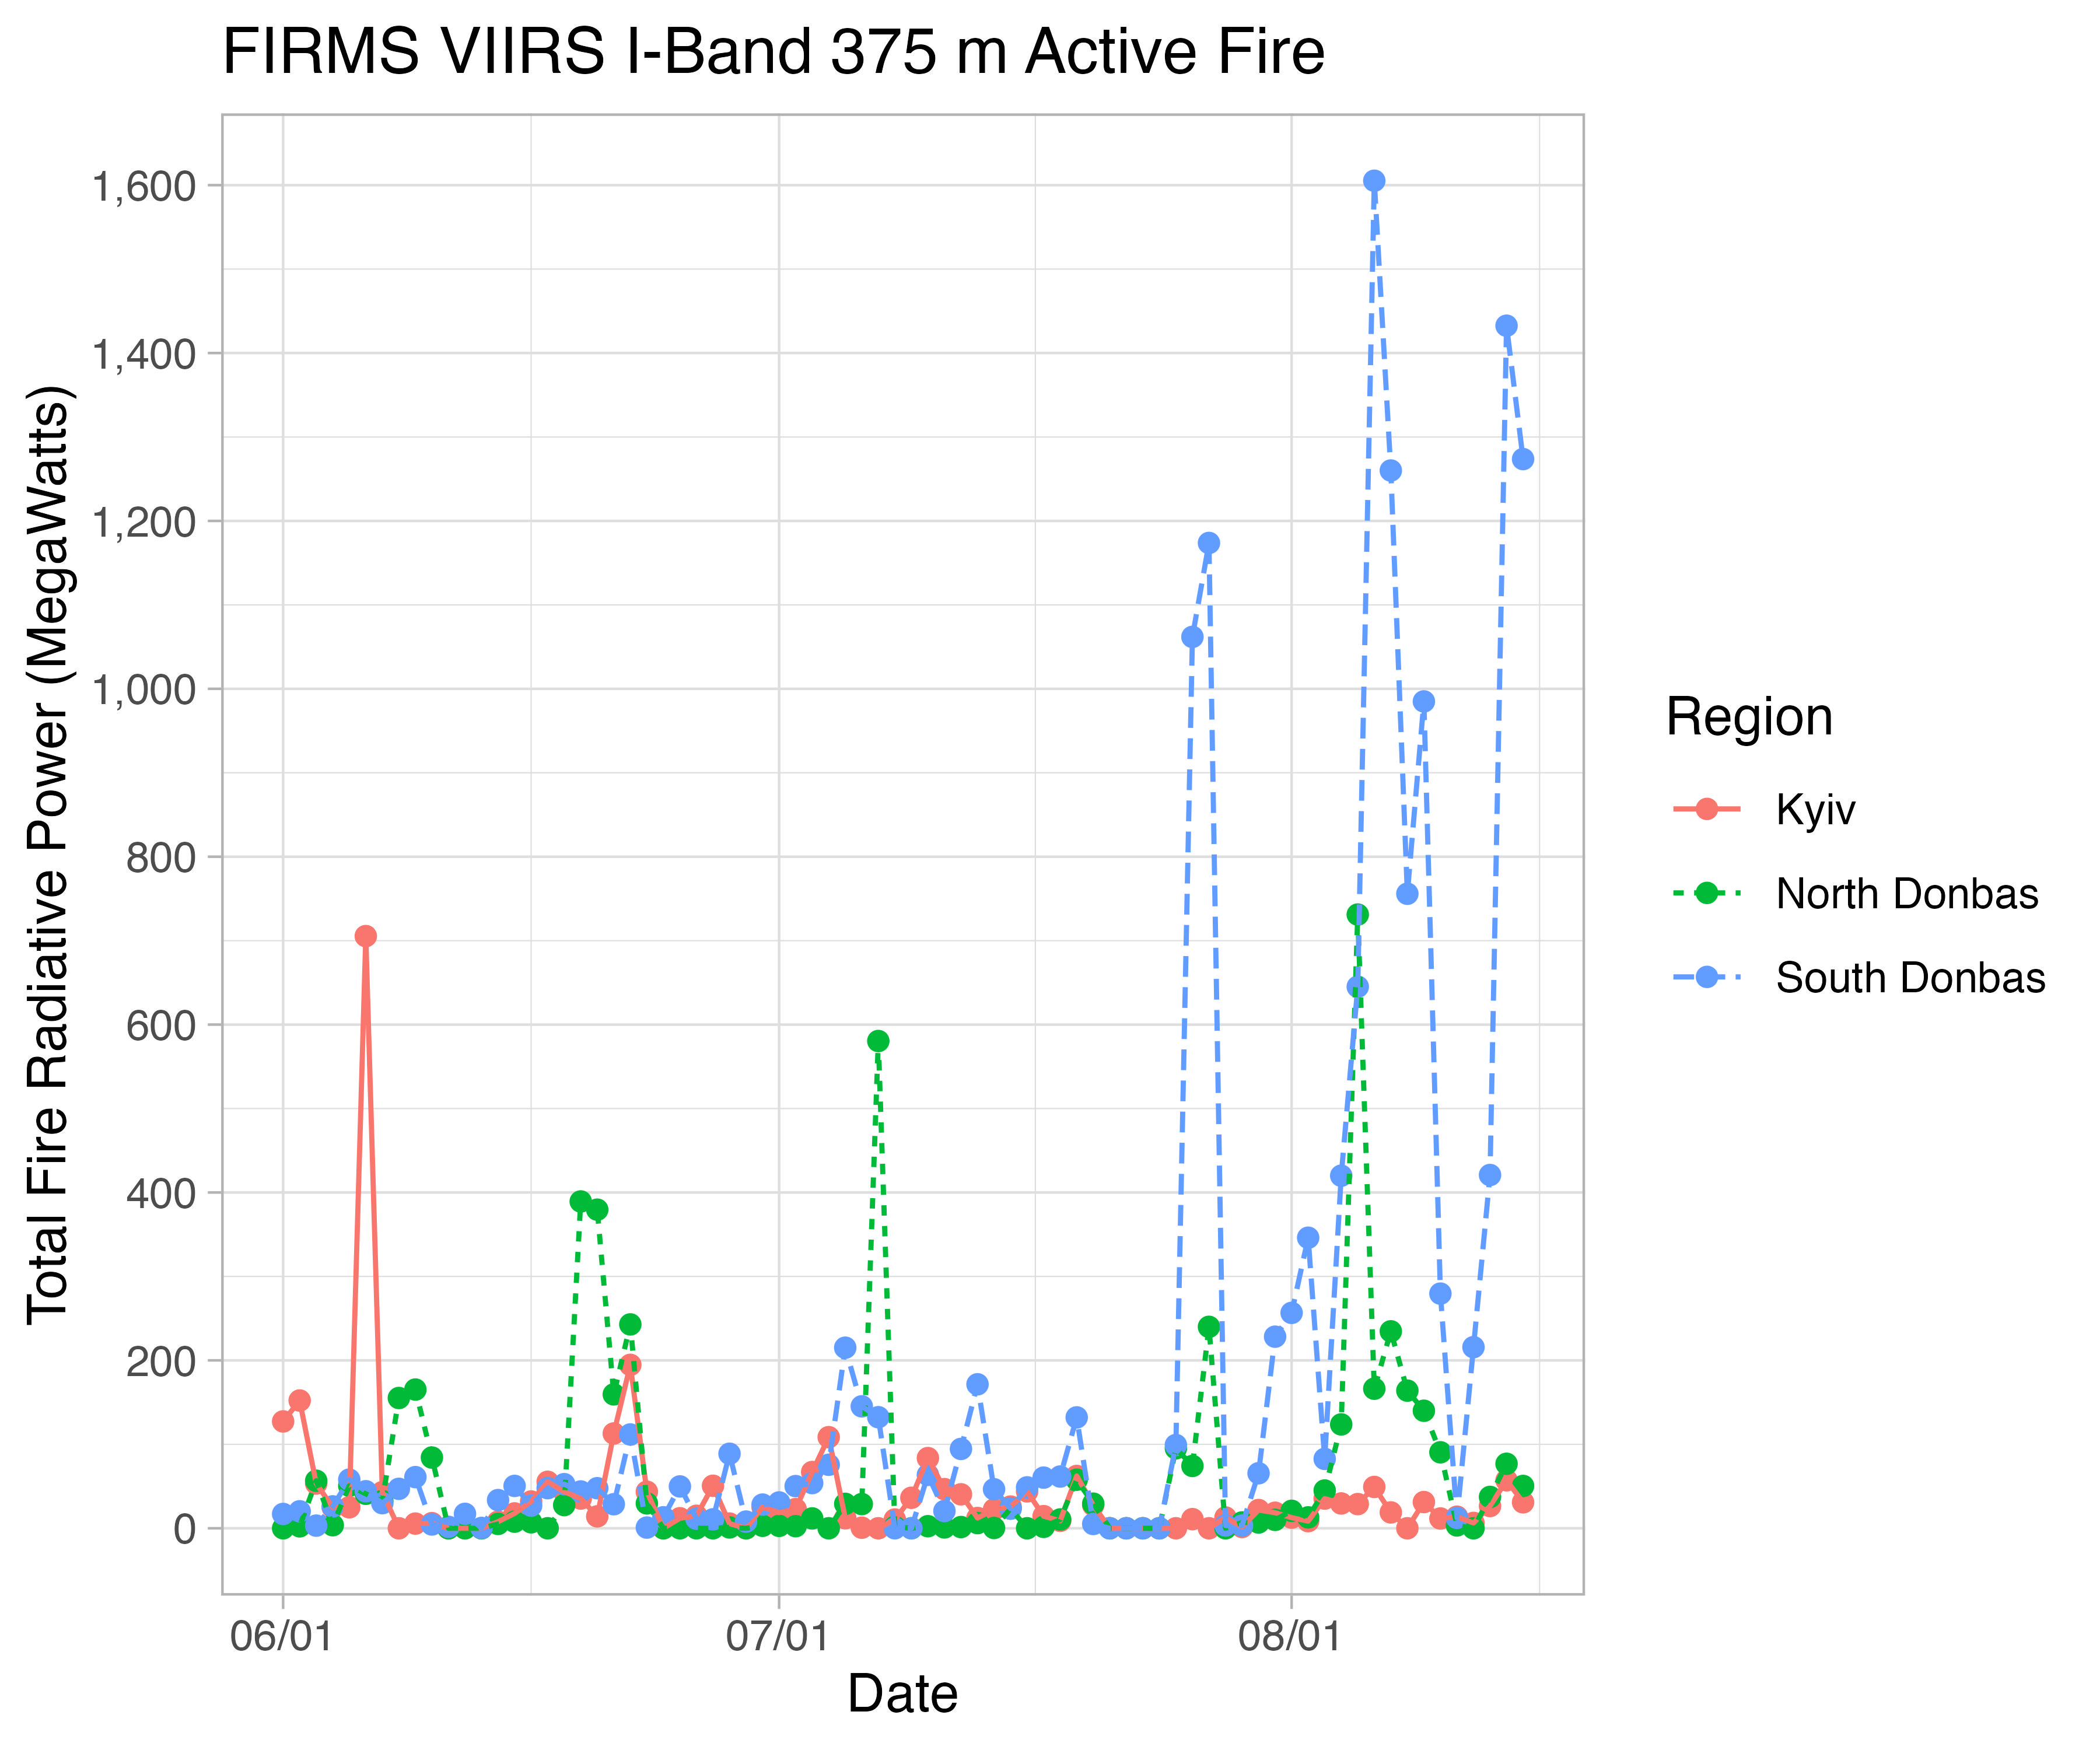 FIRMS VIIRS I-Band 375 m Active Fire
Total Fire Radiative Power (MegaWatts)
1,600
1,400
1,200
1,000
800
600
400
200
0
06/01
07/01
08/01
Date
Region
Kyiv
North Donbas
South Donbas